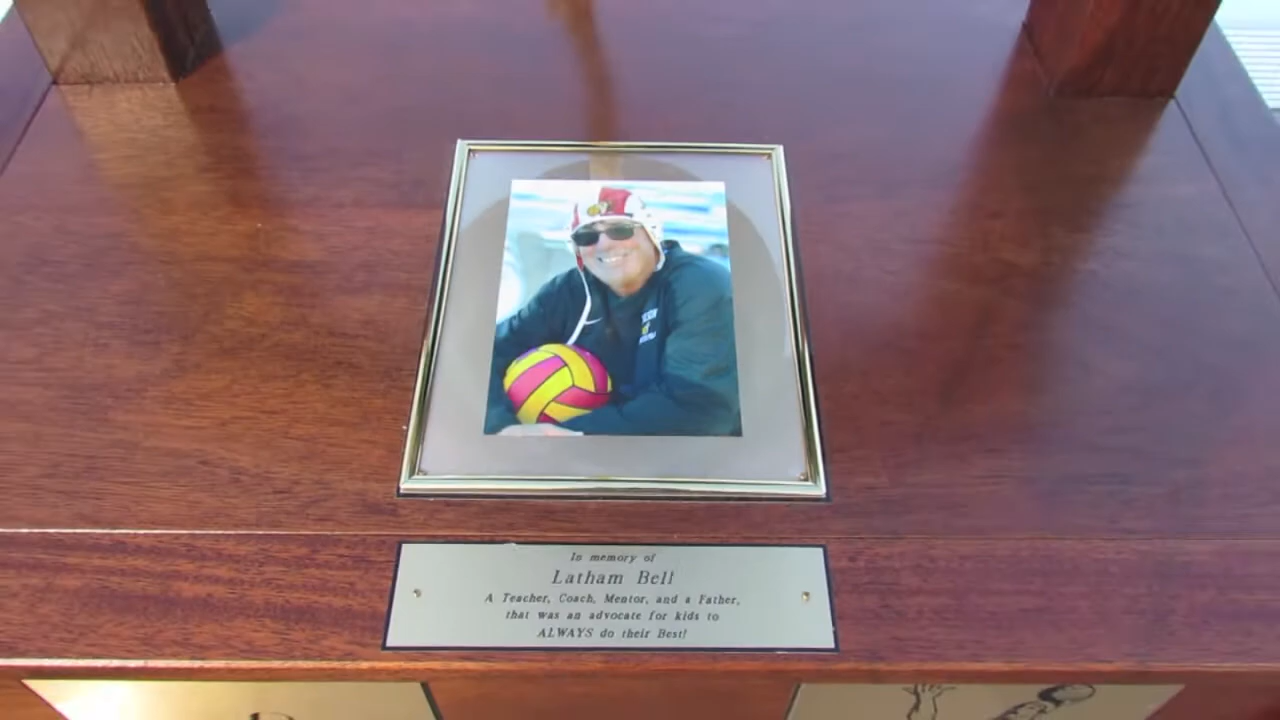 In memory of
Latham Bell
A Teacher, Coach, Mentor, and a Father,
that was an advocate for kids to
ALWAYS do their Best!